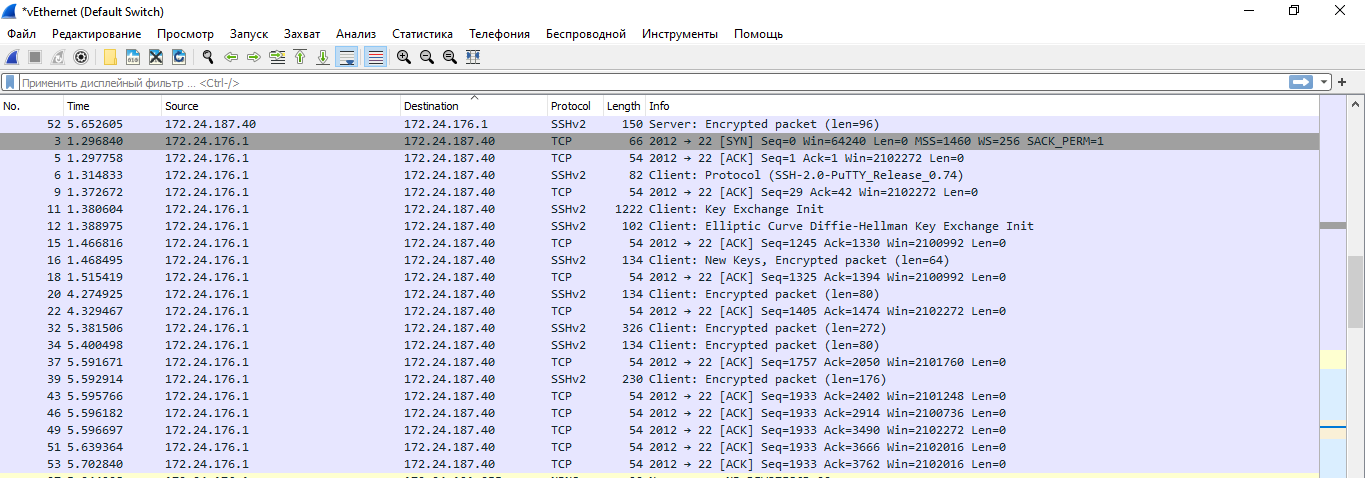 *vEthernet (Default Switch)
Файл Редактирование Просмотр Запуск Захват Анализ Статистика Телефония Беспроводной Инструменты Помощь
Применить дисплейный фильтр ... <Ctrl-/>
No. Time Source Destination Protocol Length Info
52 5.652605 172.24.187.40 172.24.176.1 SSHv2 150 Server: Encrypted packet (len=96)
3 1.296840 172.24.176.1 172.24.187.40 TCP 66 2012 → 22 [SYN] Seq=0 Win=64240 Len=0 MSS=1460 WS=256 SACK_PERM=1
5 1.297758 172.24.176.1 172.24.187.40 TCP 54 2012 → 22 [ACK] Seq=1 Ack=1 Win=2102272 Len=0
6 1.314833 172.24.176.1 172.24.187.40 SSHv2 82 Client: Protocol (SSH-2.0-PuTTY_Release_0.74)
9 1.372672 172.24.176.1 172.24.187.40 TCP 54 2012 → 22 [ACK] Seq=29 Ack=42 Win=2102272 Len=0
11 1.380604 172.24.176.1 172.24.187.40 SSHv2 1222 Client: Key Exchange Init
12 1.388975 172.24.176.1 172.24.187.40 SSHv2 102 Client: Elliptic Curve Diffie-Hellman Key Exchange Init
15 1.466816 172.24.176.1 172.24.187.40 TCP 54 2012 → 22 [ACK] Seq=1245 Ack=1330 Win=2100992 Len=0
16 1.468495 172.24.176.1 172.24.187.40 SSHv2 134 Client: New Keys, Encrypted packet (len=64)
18 1.515419 172.24.176.1 172.24.187.40 TCP 54 2012 → 22 [ACK] Seq=1325 Ack=1394 Win=2100992 Len=0
20 4.274925 172.24.176.1 172.24.187.40 SSHv2 134 Client: Encrypted packet (len=80)
22 4.329467 172.24.176.1 172.24.187.40 TCP 54 2012 → 22 [ACK] Seq=1405 Ack=1474 Win=2102272 Len=0
32 5.381506 172.24.176.1 172.24.187.40 SSHv2 326 Client: Encrypted packet (len=272)
34 5.400498 172.24.176.1 172.24.187.40 SSHv2 134 Client: Encrypted packet (len=80)
37 5.591671 172.24.176.1 172.24.187.40 TCP 54 2012 → 22 [ACK] Seq=1757 Ack=2050 Win=2101760 Len=0
39 5.592914 172.24.176.1 172.24.187.40 SSHv2 230 Client: Encrypted packet (len=176)
43 5.595766 172.24.176.1 172.24.187.40 TCP 54 2012 → 22 [ACK] Seq=1933 Ack=2402 Win=2101248 Len=0
46 5.596182 172.24.176.1 172.24.187.40 TCP 54 2012 → 22 [ACK] Seq=1933 Ack=2914 Win=2100736 Len=0
49 5.596697 172.24.176.1 172.24.187.40 TCP 54 2012 → 22 [ACK] Seq=1933 Ack=3490 Win=2102272 Len=0
51 5.639364 172.24.176.1 172.24.187.40 TCP 54 2012 → 22 [ACK] Seq=1933 Ack=3666 Win=2102016 Len=0
53 5.702840 172.24.176.1 172.24.187.40 TCP 54 2012 → 22 [ACK] Seq=1933 Ack=3762 Win=2102016 Len=0